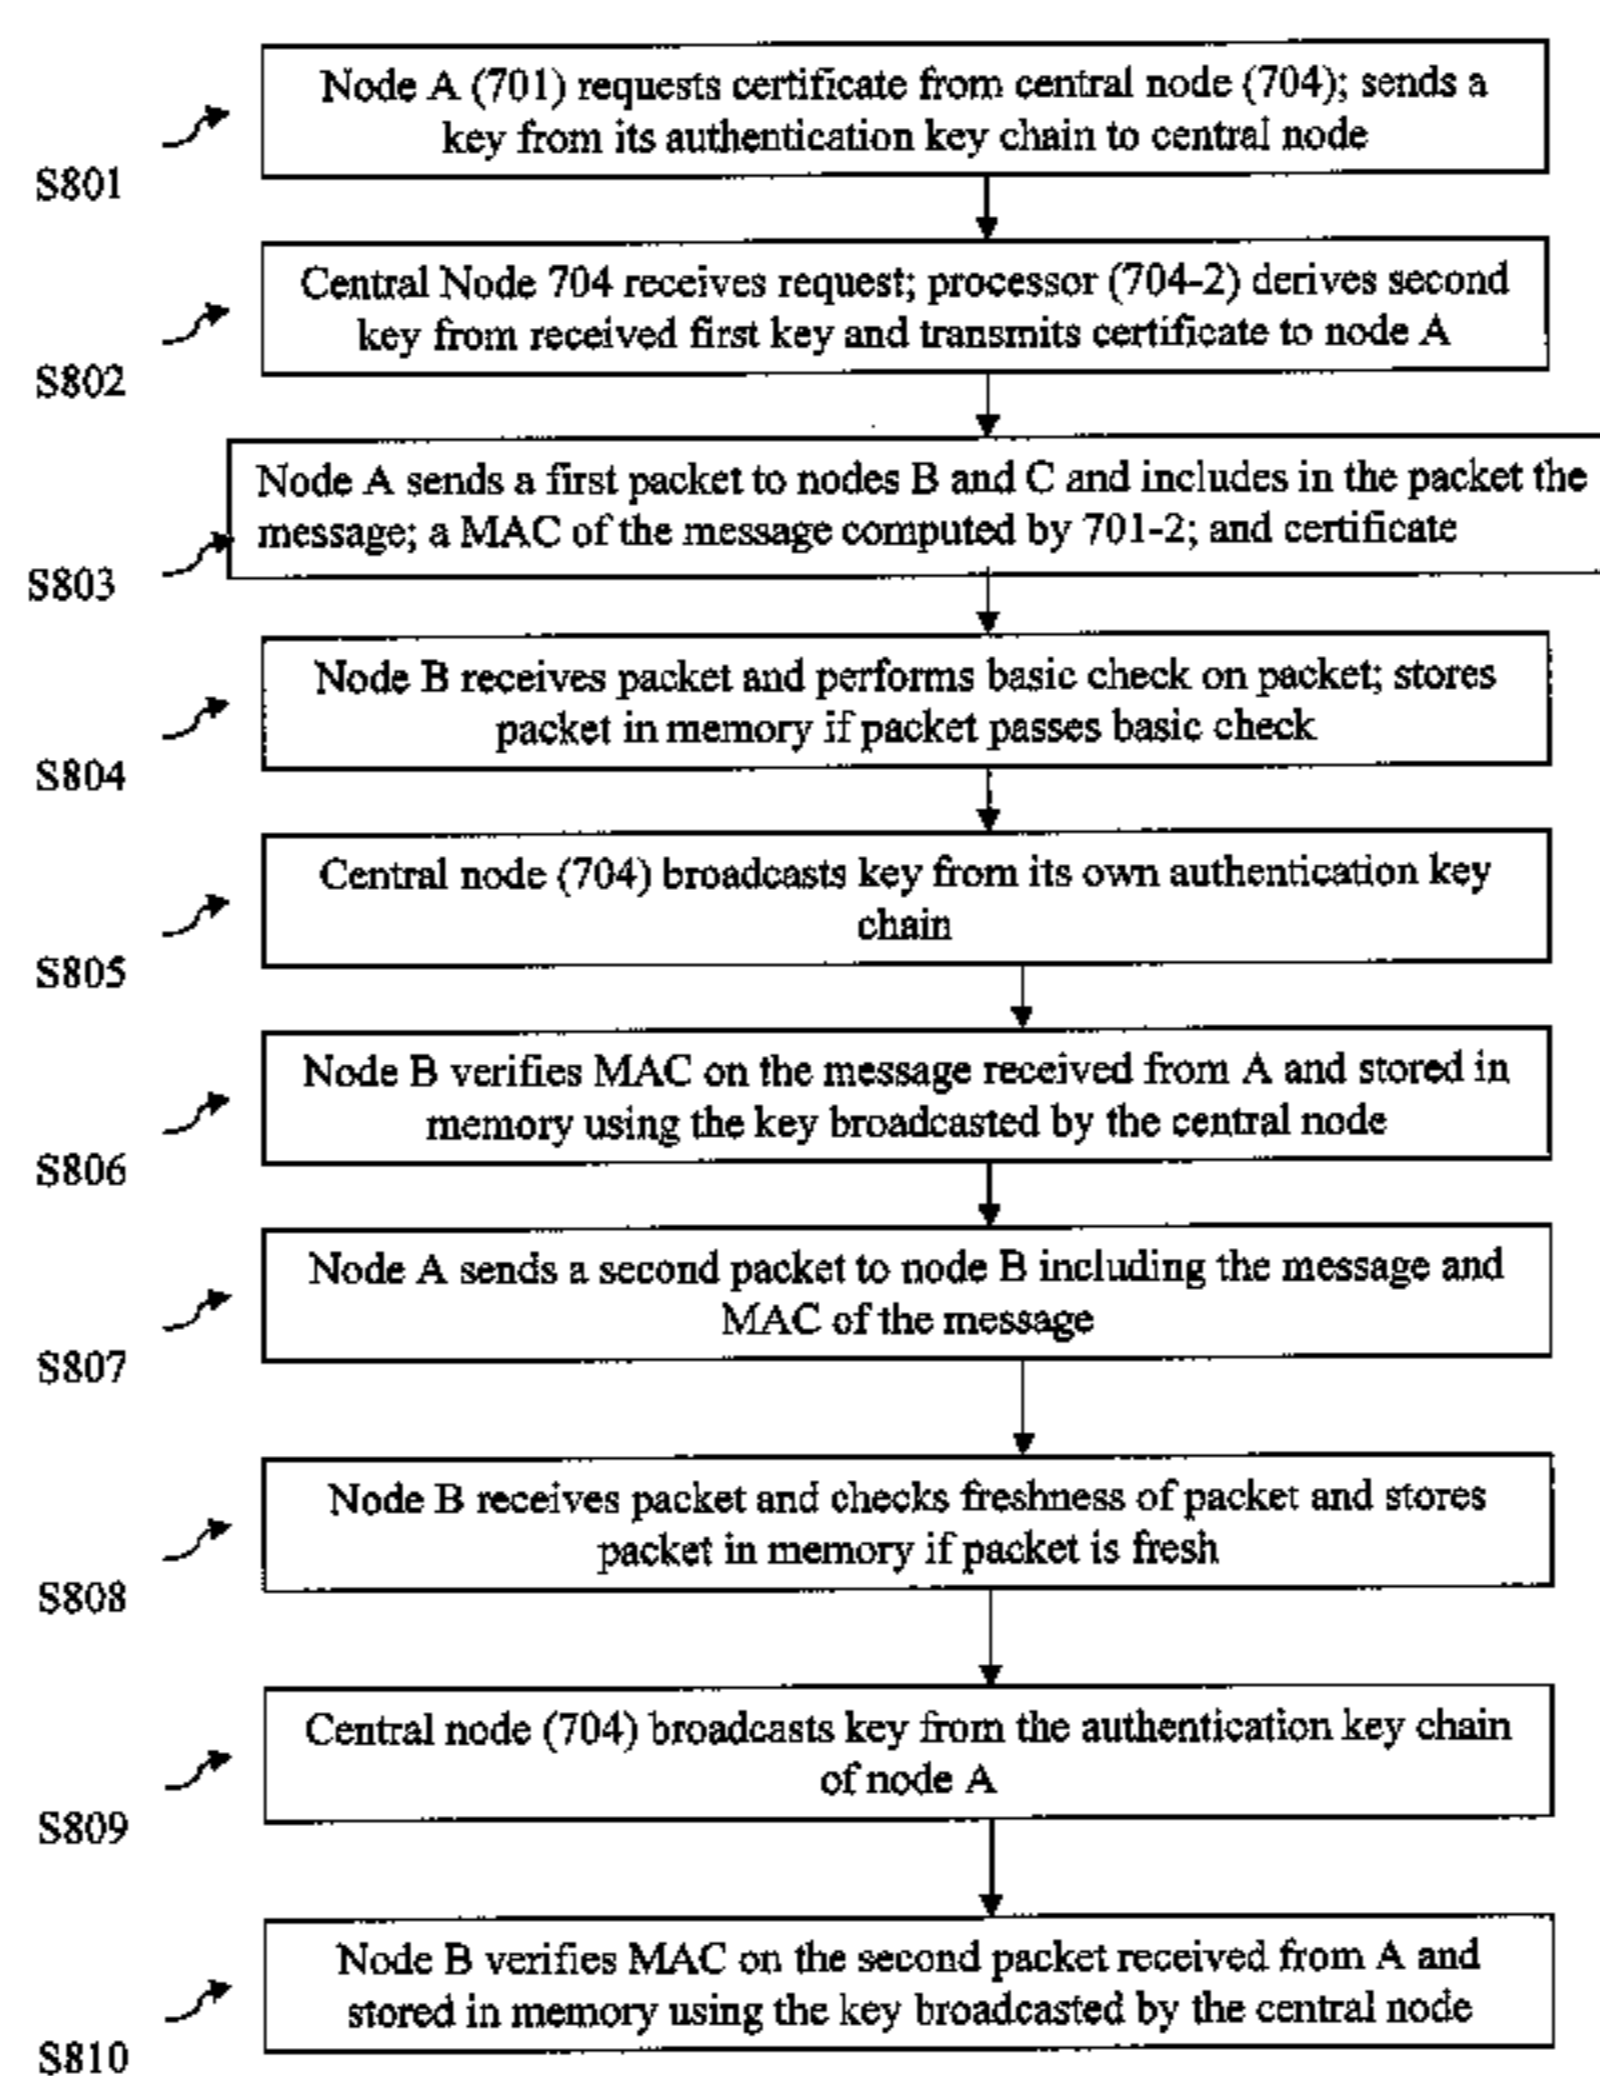 Node A (701) requests certificate from central node (704); sends a
key from its authentication key chain to central node
S801
Central Node 704 receives request; processor (704-2) derives second
key from received first key and transmits certificate to node A
S802
Node A sends a first packet to nodes B and C and includes in the packet the
message; a MAC of the message computed by 701-2; and certificate
S803
Node B receives packet and performs basic check on packet; stores
packet in memory if packet passes basic check
S804
Central node (704) broadcasts key from its own authentication key
chain
S805
Node B verifies MAC on the message received from A and stored in
memory using the key broadcasted by the central node
S806
Node A sends a second packet to node B including the message and
MAC of the message
S807
Node B receives packet and checks freshness of packet and stores
packet in memory if packet is fresh
S808
Central node (704) broadcasts key from the authentication key chain
of node A
S809
Node B verifies MAC on the second packet received from A and
stored in memory using the key broadcasted by the central node
S810